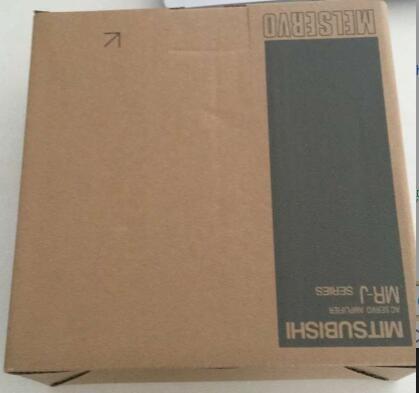 MITSUBISHI
AC SERVO AMPLIFIER
MR-J SERIES
MELSERVO